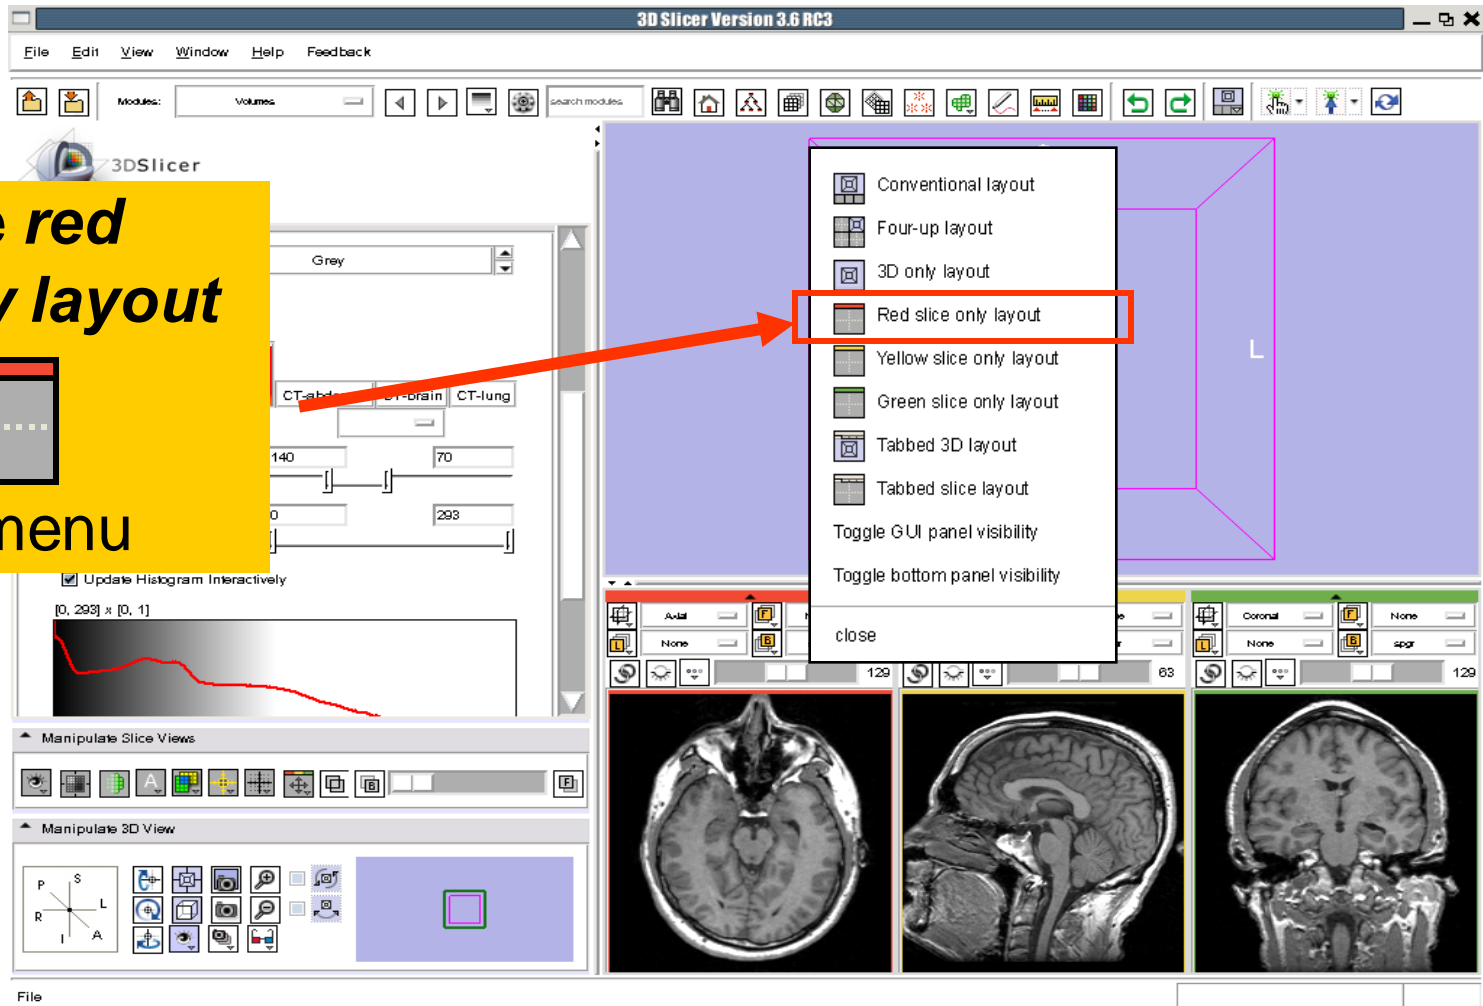 3D Slicer Version 3.6 RC3
File Edit View Window Help Feedback
Modules: Volumes search modules
3DSlicer
red
layout
menu
Grey
CT-brain CT-lung
140 70
0 293
Update Histogram Interactively
[0, 293] x [0, 1]
Manipulate Slice Views
Manipulate 3D View
P S
R L
I A
File
Conventional layout
Four-up layout
3D only layout
Red slice only layout
Yellow slice only layout
Green slice only layout
Tabbed 3D layout
Tabbed slice layout
Toggle GUI panel visibility
Toggle bottom panel visibility
close
L
Axial F
L None B
129
63
Coronal F None
L None B spgr
129